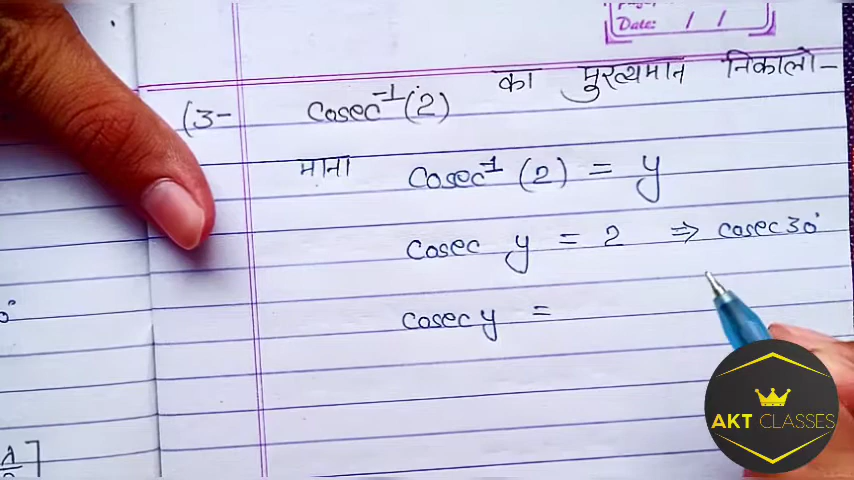 Date: / /
(3- cosec⁻¹(2) का मुख्यमान निकालो-
माना cosec⁻¹ (2) = y
cosec y = 2 ⇒ cosec 30°
cosec y =
AKT CLASSES